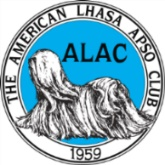 THE AMERICAN LHASA APSO CLUB
ALAC
1959